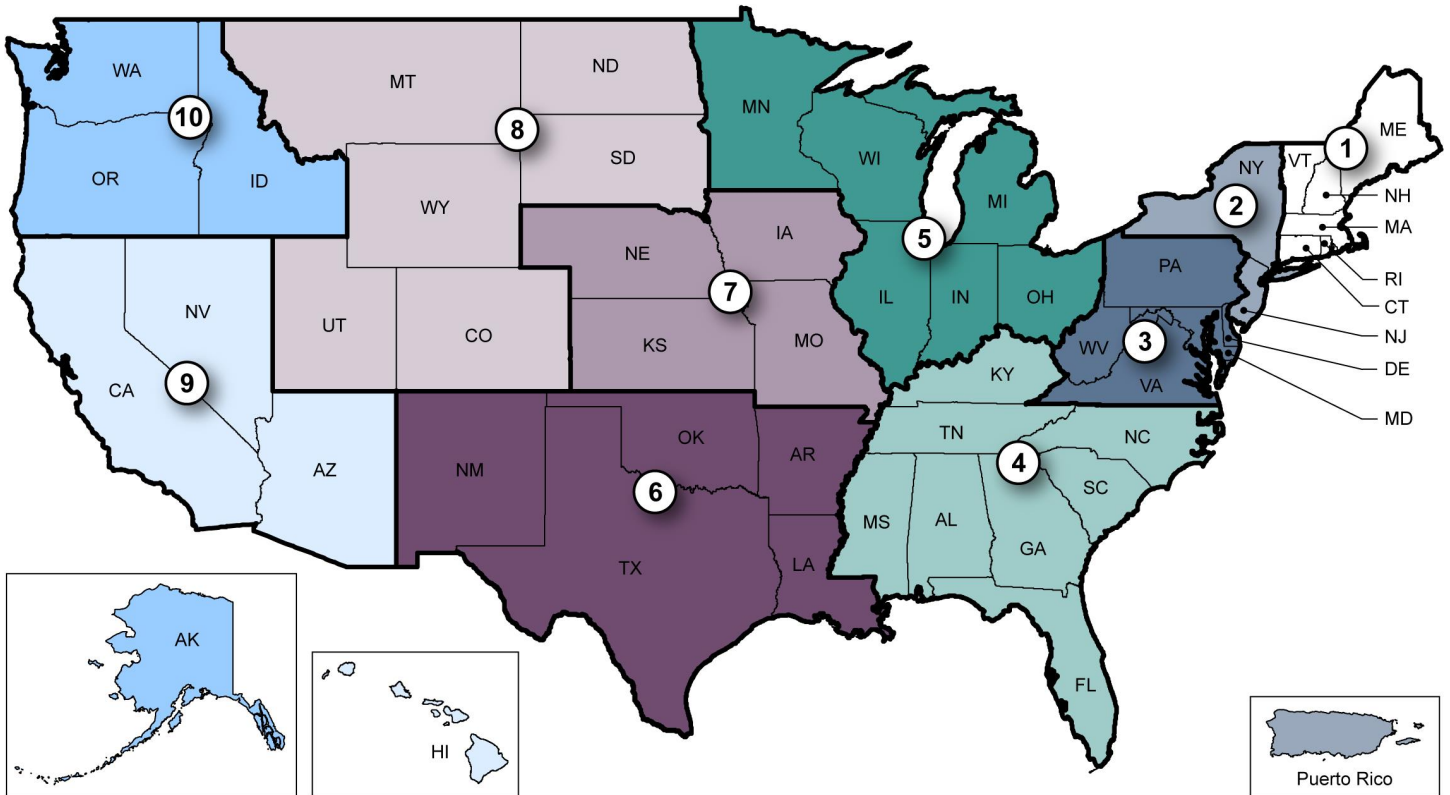 WA
MT
ND
MN
ME
10
8
1
VT
NY
OR
ID
SD
WI
MI
NH
WY
2
MA
5
IA
NE
PA
RI
7
IL
IN
OH
CT
NV
UT
CO
KS
MO
WV
3
NJ
DE
CA
9
KY
VA
MD
TN
NC
OK
AR
4
AZ
NM
6
SC
MS
AL
GA
TX
LA
AK
FL
HI
Puerto Rico